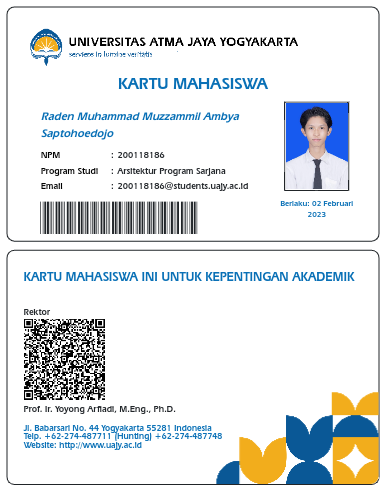 UNIVERSITAS ATMA JAYA YOGYAKARTA
serviens in lumine veritatis
KARTU MAHASISWA
Raden Muhammad Muzzammil Ambya
Saptohoedojo
NPM : 200118186
Program Studi : Arsitektur Program Sarjana
Email : 200118186@students.uajy.ac.id
Berlaku: 02 Februari
2023
KARTU MAHASISWA INI UNTUK KEPENTINGAN AKADEMIK
Rektor
Prof. Ir. Yoyong Arfiadi, M.Eng., Ph.D.
Jl. Babarsari No. 44 Yogyakarta 55281 Indonesia
Telp. +62-274-487711 (Hunting) +62-274-487748
Website: http://www.uajy.ac.id